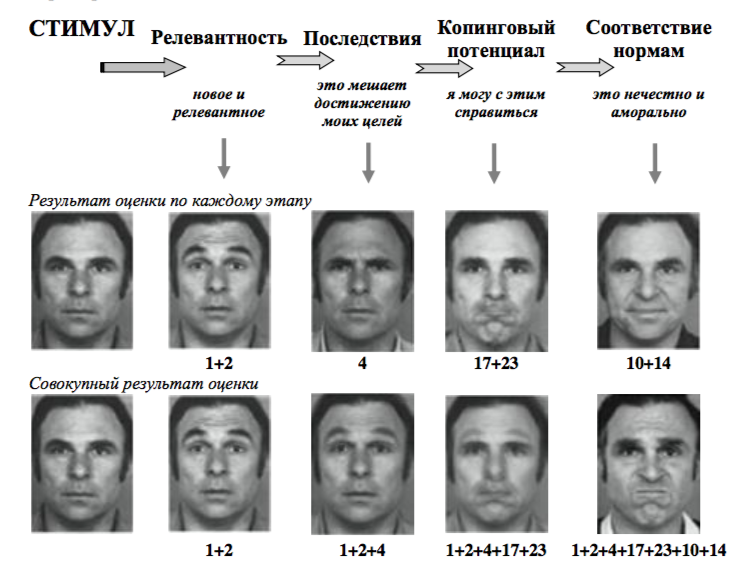 СТИМУЛ
Релевантность
Последствия
Копинговый
потенциал
Соответствие
нормам
новое и
релевантное
это мешает
достижению
моих целей
я могу с этим
справиться
это нечестно и
аморально
Результат оценки по каждому этапу
1+2
4
17+23
10+14
Совокупный результат оценки
1+2
1+2+4
1+2+4+17+23
1+2+4+17+23+10+14